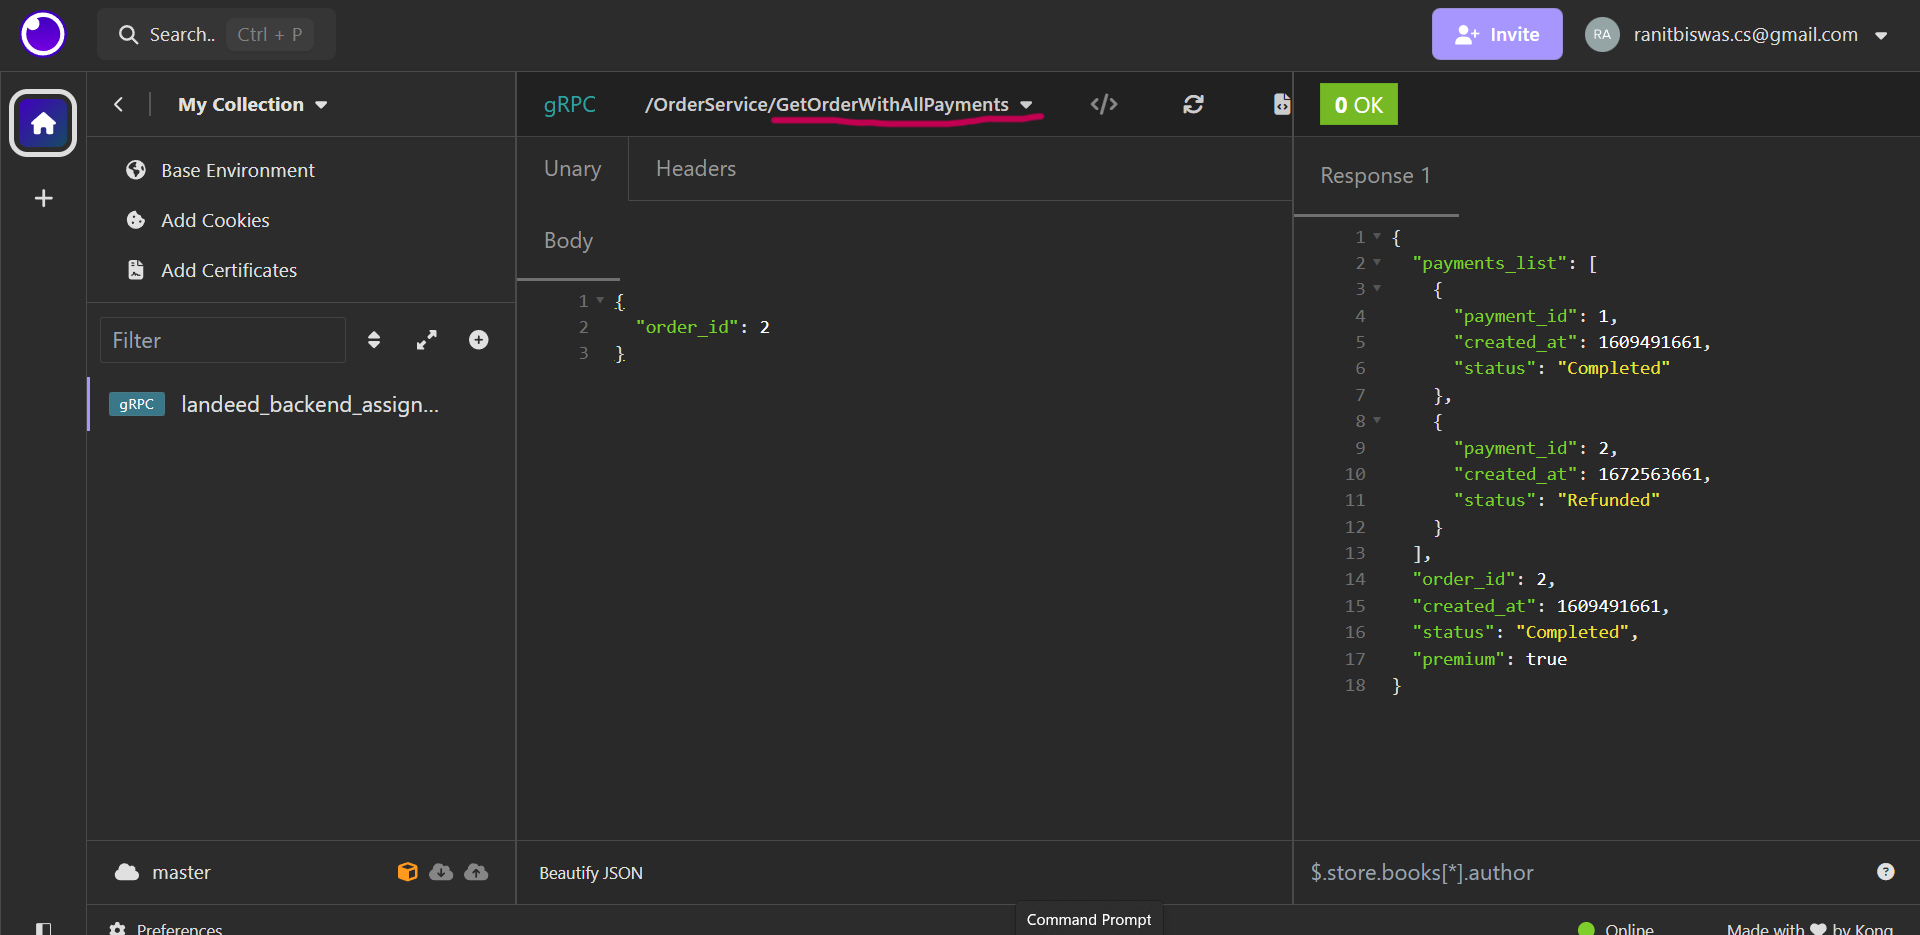 Search.. Ctrl + P
Invite
RA ranitbiswas.cs@gmail.com
My Collection
Base Environment
Add Cookies
Add Certificates
Filter
gRPC landeed_backend_assign...
master
Preferences
gRPC /OrderService/GetOrderWithAllPayments
Unary Headers
Body
1 {
2 "order_id": 2
3 }
Beautify JSON
Command Prompt
0 OK
Response 1
1 {
2 "payments_list": [
3 {
4 "payment_id": 1,
5 "created_at": 1609491661,
6 "status": "Completed"
7 },
8 {
9 "payment_id": 2,
10 "created_at": 1672563661,
11 "status": "Refunded"
12 }
13 ],
14 "order_id": 2,
15 "created_at": 1609491661,
16 "status": "Completed",
17 "premium": true
18 }
$.store.books[*].author
Online Made with by Kong